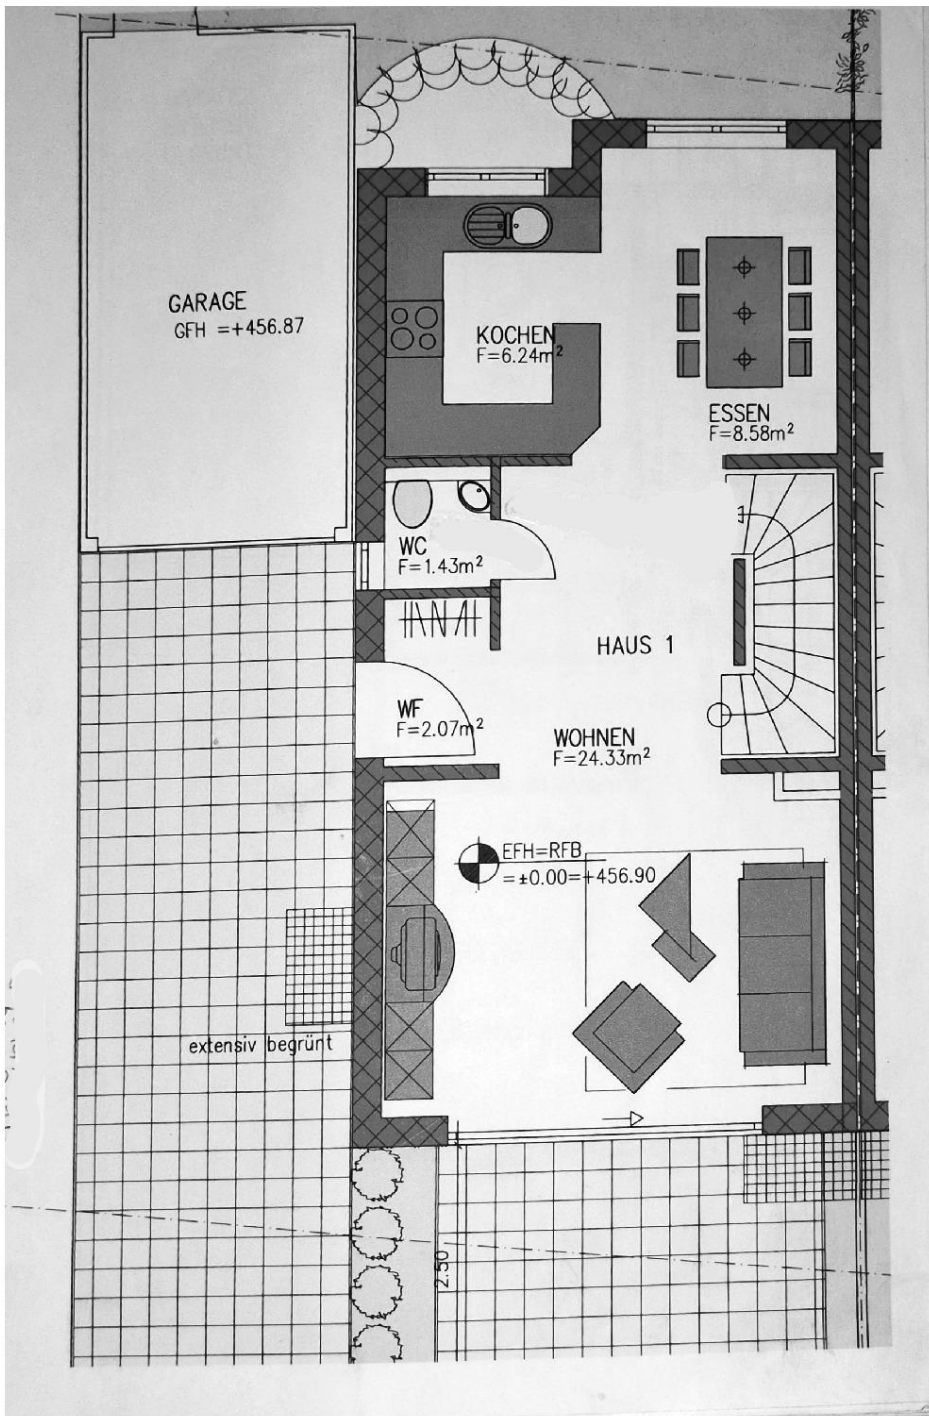 GARAGE
GFH =+456.87
KOCHEN
F=6.24m²
ESSEN
F=8.58m²
WC
F=1.43m²
HAUS 1
WF
F=2.07m²
WOHNEN
F=24.33m²
EFH=RFB
=±0.00=+456.90
extensiv begrünt
2.50